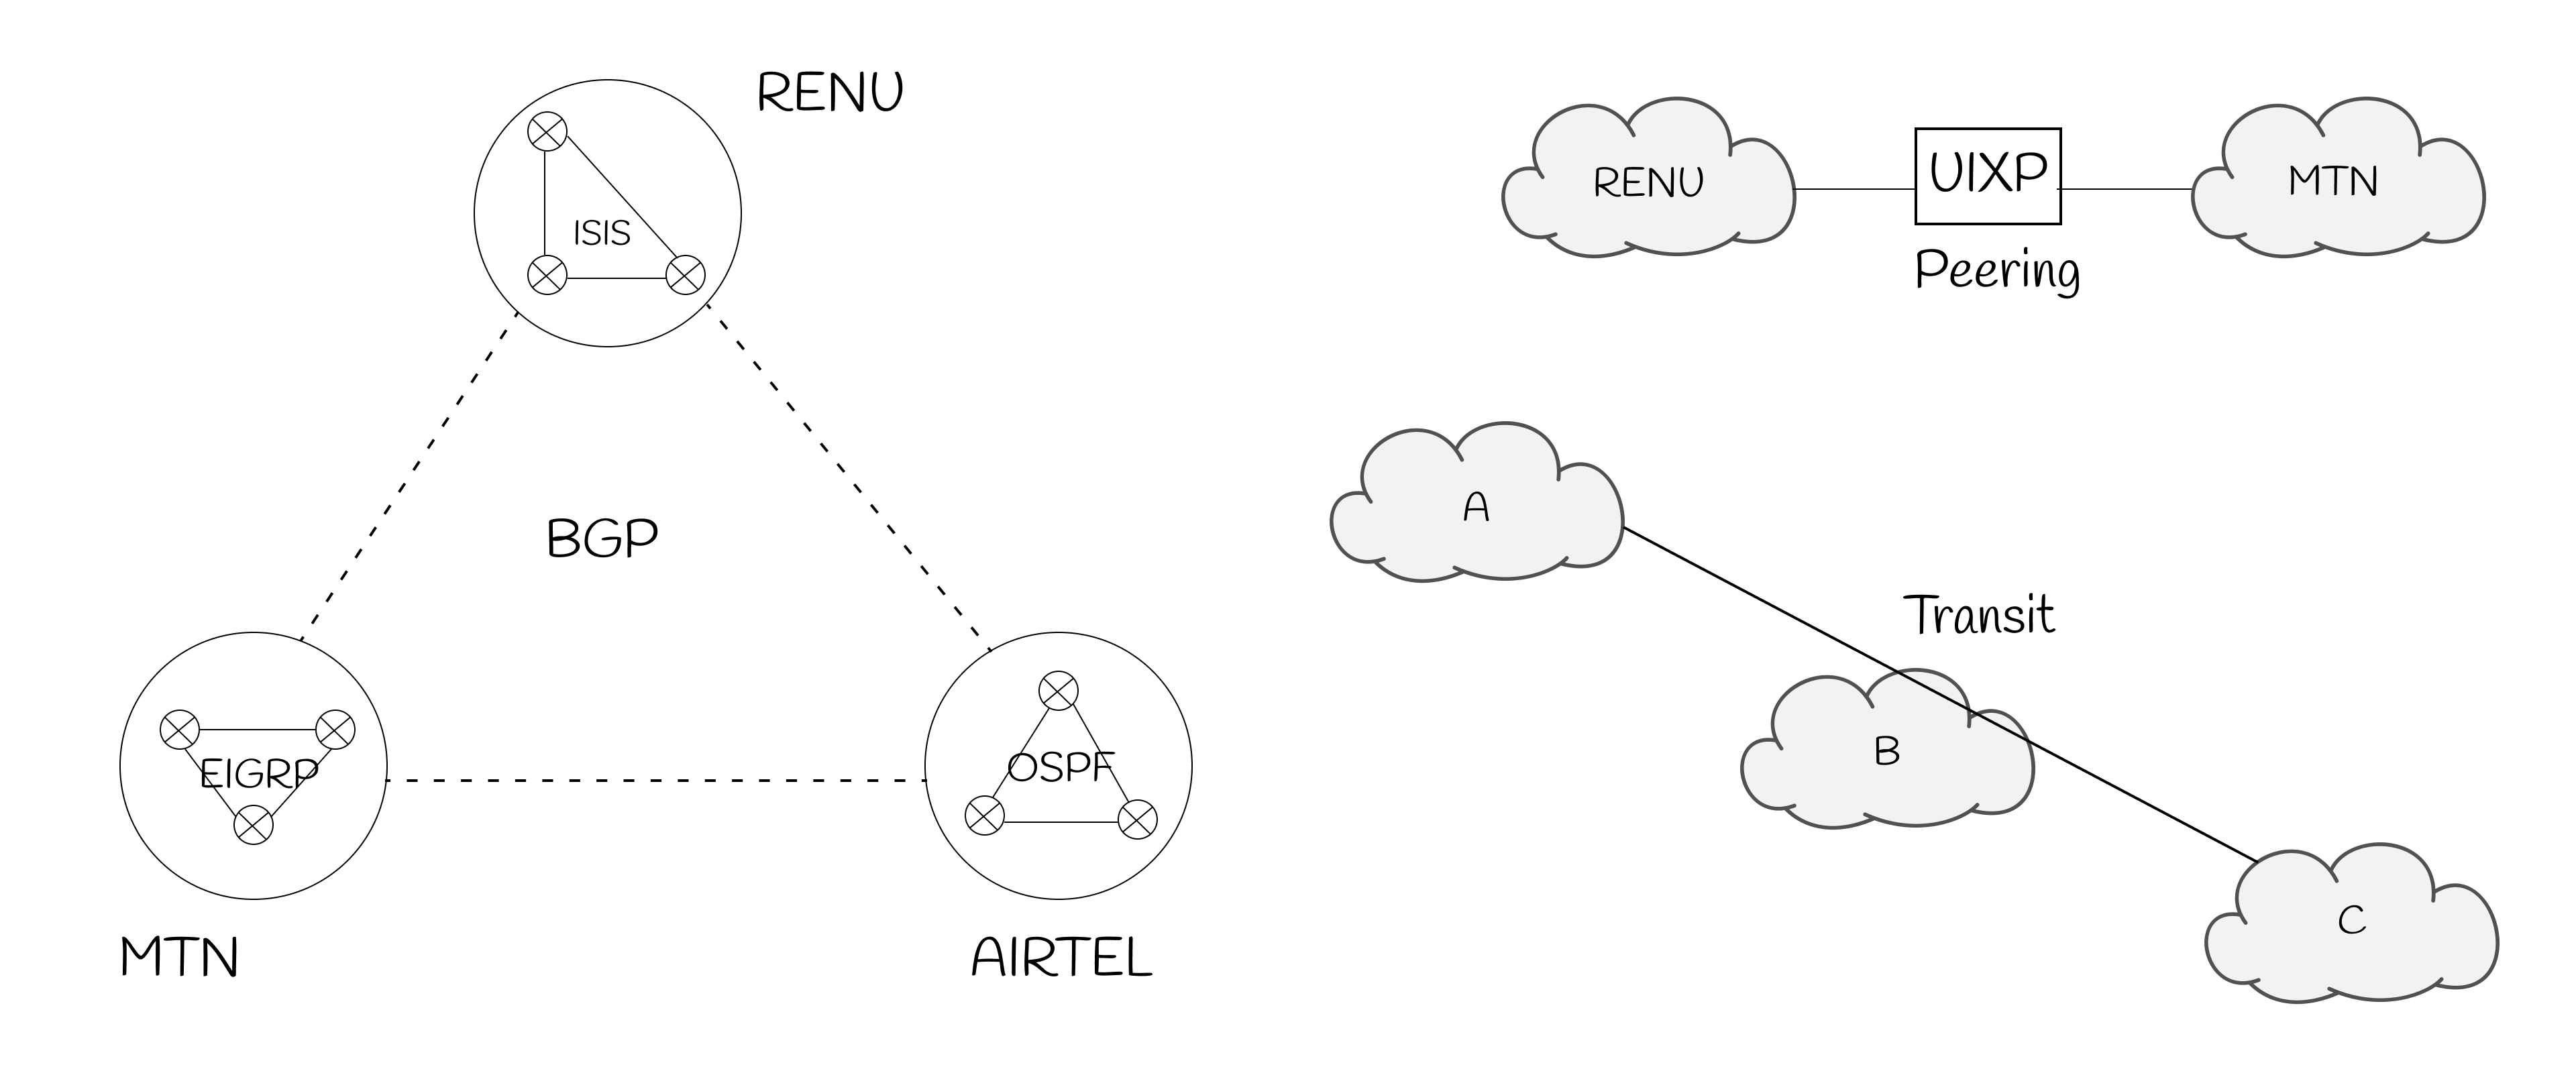 RENU
ISIS
BGP
EIGRP
OSPF
MTN
AIRTEL
RENU
UIXP
MTN
Peering
A
Transit
B
C